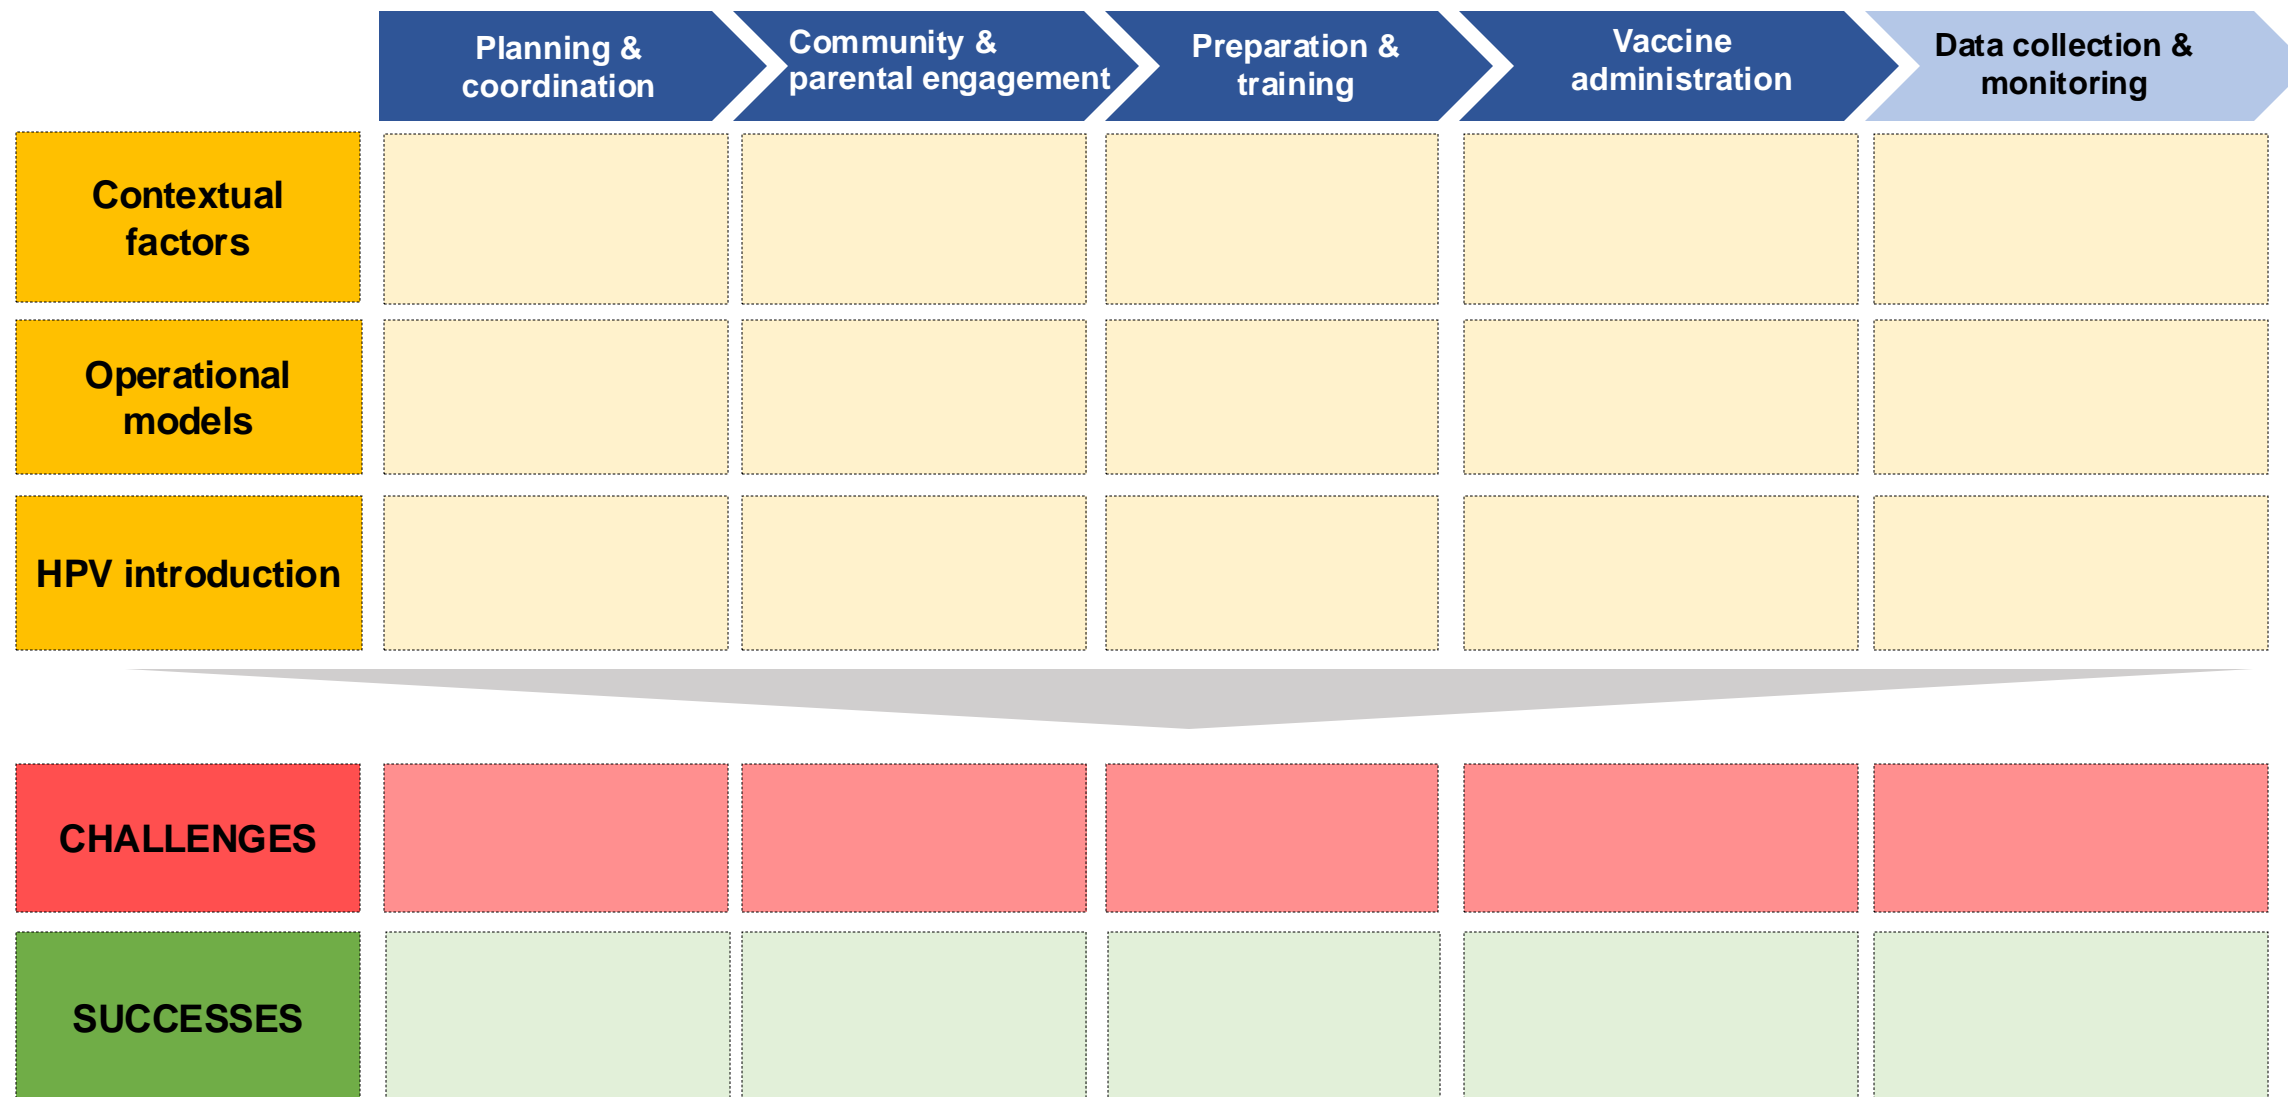 Planning &
coordination
Community &
parental engagement
Preparation &
training
Vaccine
administration
Data collection &
monitoring
Contextual
factors
Operational
models
HPV introduction
CHALLENGES
SUCCESSES